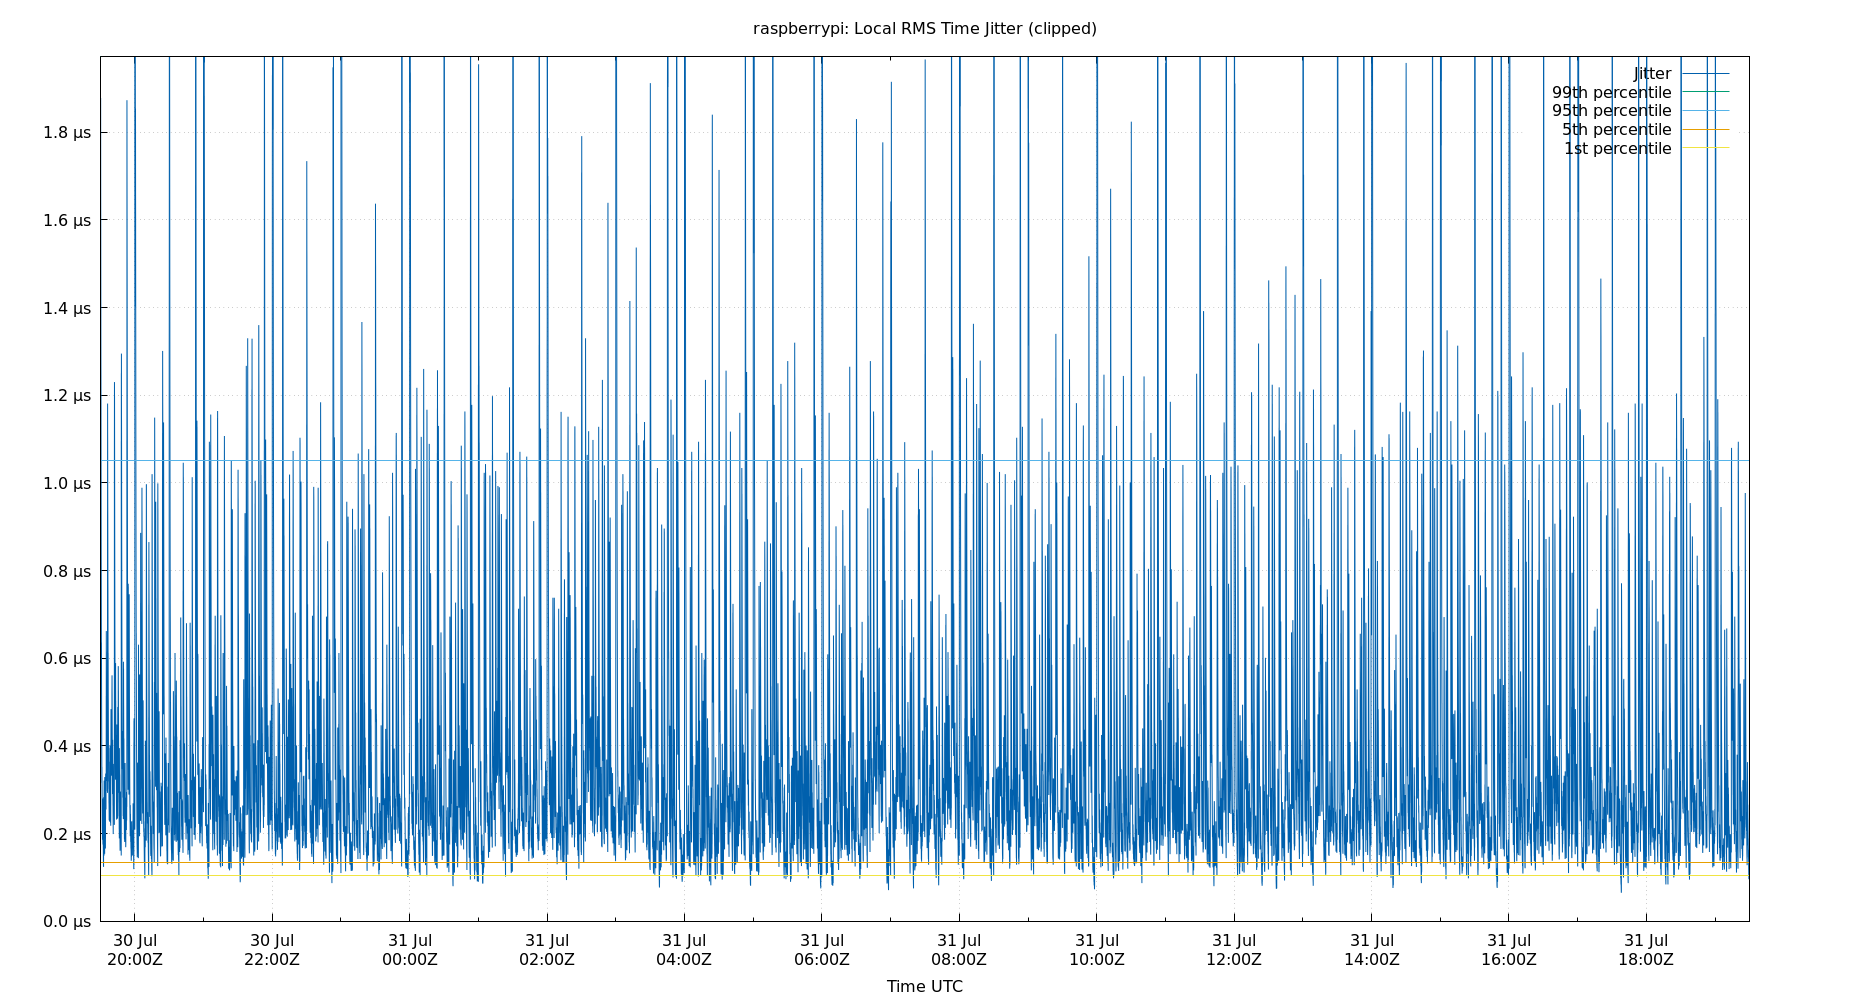 raspberrypi: Local RMS Time Jitter (clipped)
Jitter
99th percentile
95th percentile
5th percentile
1st percentile
1.8 μs
1.6 μs
1.4 μs
1.2 μs
1.0 μs
0.8 μs
0.6 μs
0.4 μs
0.2 μs
0.0 μs
30 Jul 30 Jul 31 Jul 31 Jul 31 Jul 31 Jul 31 Jul 31 Jul 31 Jul 31 Jul 31 Jul 31 Jul
20:00Z 22:00Z 00:00Z 02:00Z 04:00Z 06:00Z 08:00Z 10:00Z 12:00Z 14:00Z 16:00Z 18:00Z
Time UTC